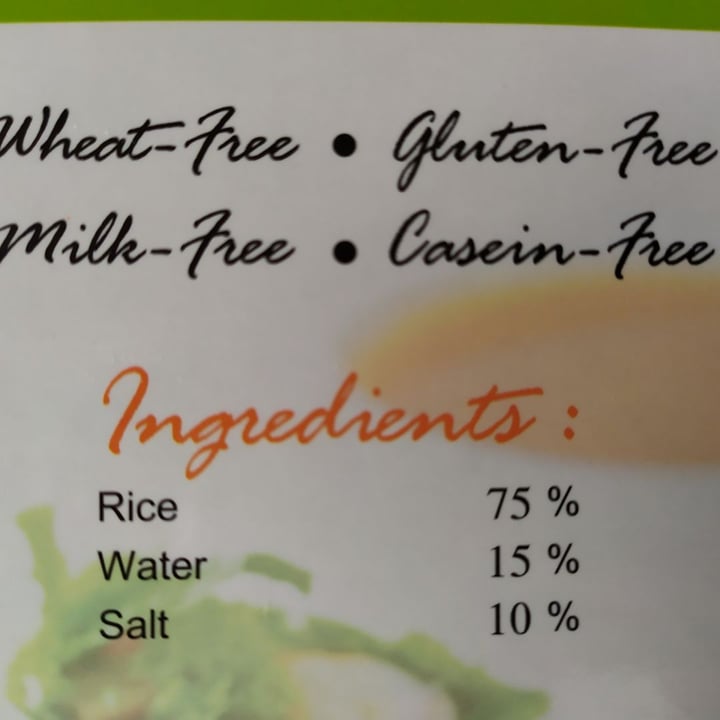 Wheat-Free • Gluten-Free
Milk-Free • Casein-Free
Ingredients :
Rice 75 %
Water 15 %
Salt 10 %